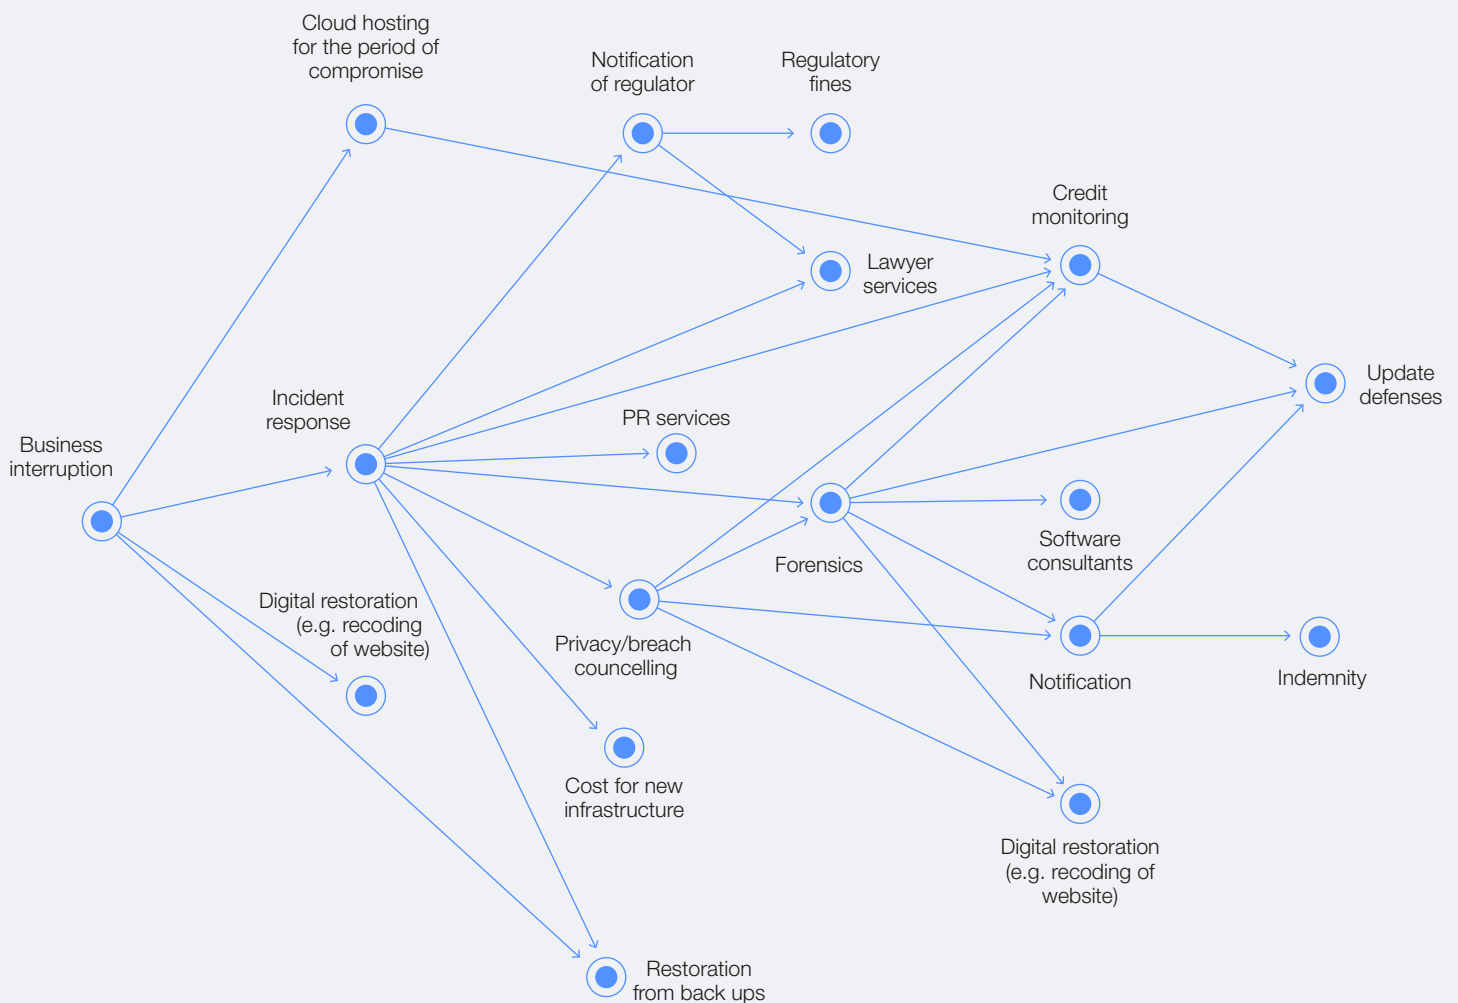 Cloud hosting
for the period of
compromise
Notification
of regulator
Regulatory
fines
Credit
monitoring
Lawyer
services
Update
defenses
Incident
response
PR services
Business
interruption
Software
consultants
Forensics
Digital restoration
(e.g. recoding
of website)
Privacy/breach
councelling
Notification
Indemnity
Cost for new
infrastructure
Digital restoration
(e.g. recoding of
website)
Restoration
from back ups